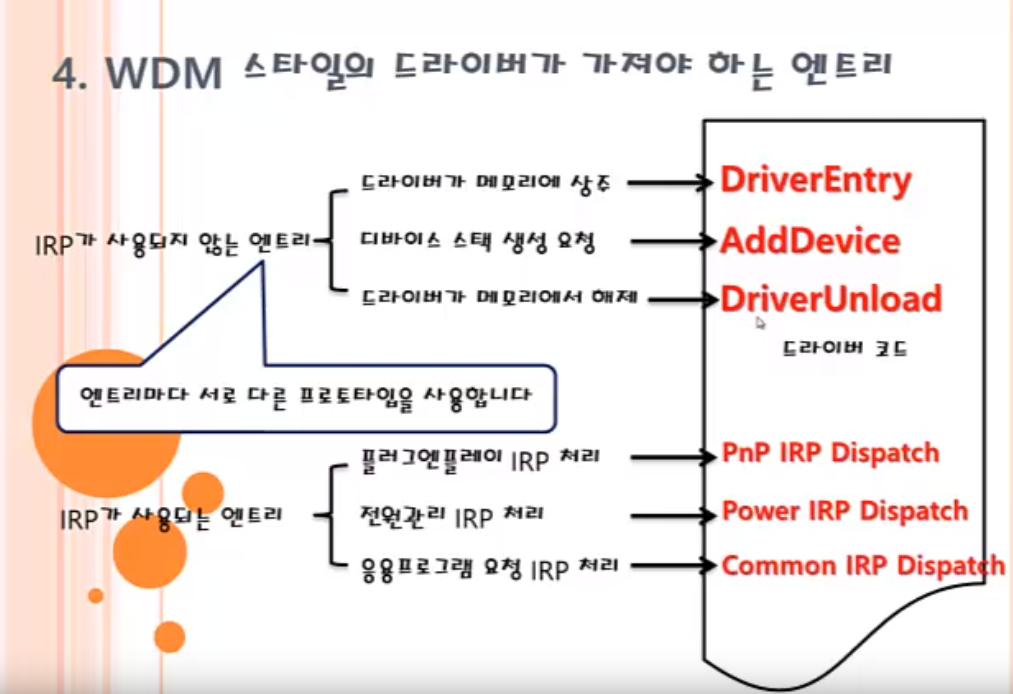 4. WDM 스타일의 드라이버가 가져야 하는 엔트리
드라이버가 메모리에 상주
DriverEntry
IRP가 사용되지 않는 엔트리
디바이스 스택 생성 요청
AddDevice
드라이버가 메모리에서 해제
DriverUnload
드라이버 코드
엔트리마다 서로 다른 프로토타입을 사용합니다
플러그엔플레이 IRP 처리
PnP IRP Dispatch
IRP가 사용되는 엔트리
전원관리 IRP 처리
Power IRP Dispatch
응용프로그램 요청 IRP 처리
Common IRP Dispatch